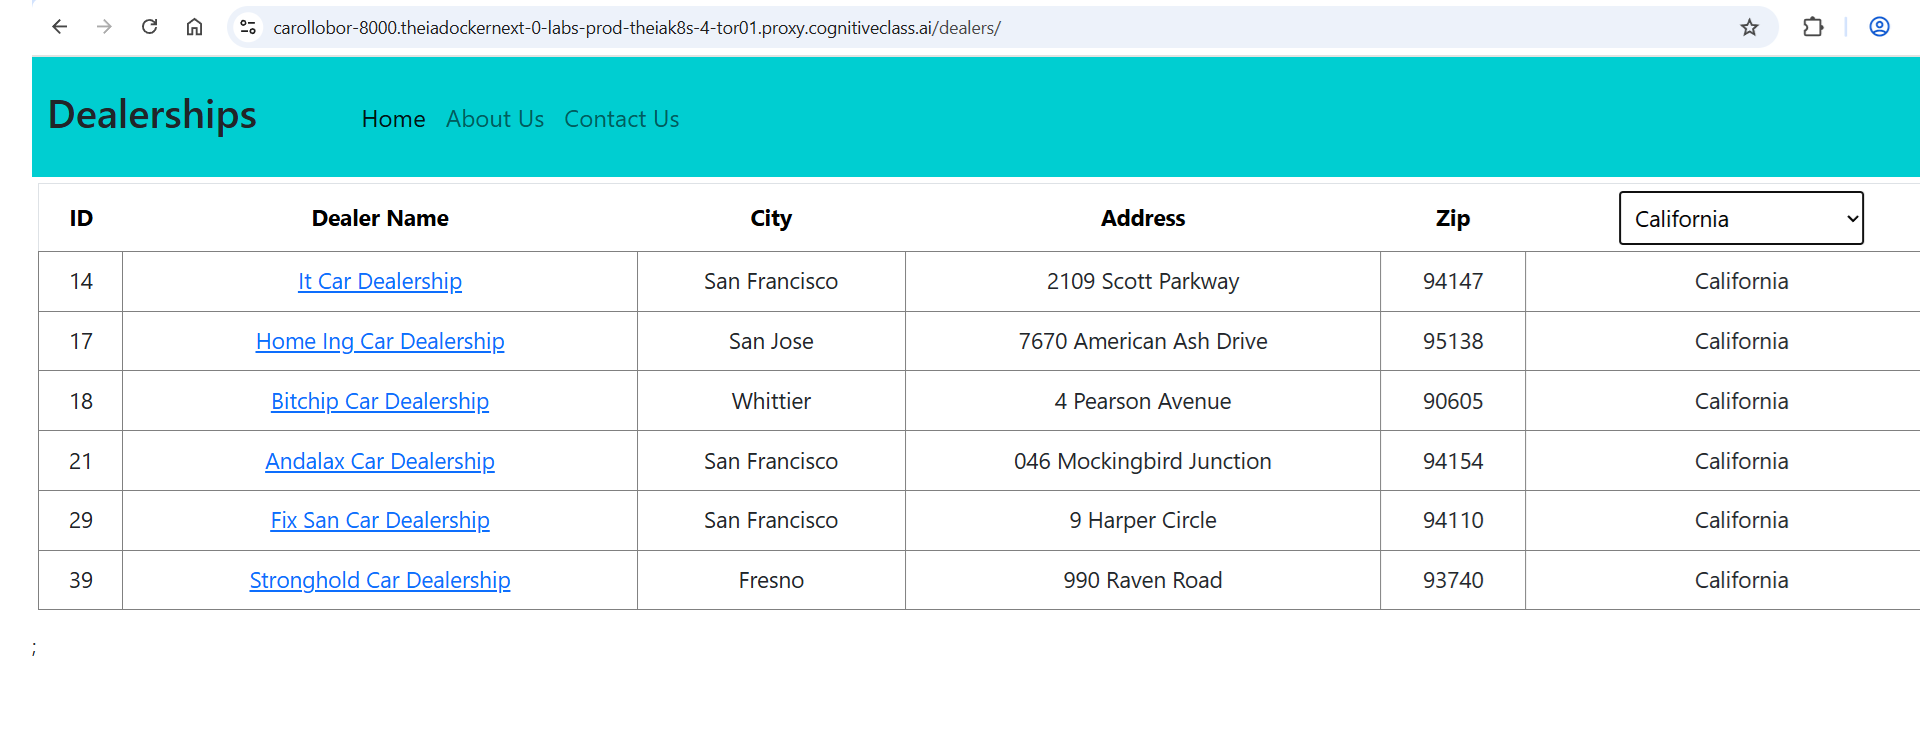 carollobor-8000.theiadockernext-0-labs-prod-theiak8s-4-tor01.proxy.cognitiveclass.ai/dealers/
Dealerships Home About Us Contact Us
ID Dealer Name City Address Zip California
14 It Car Dealership San Francisco 2109 Scott Parkway 94147 California
17 Home Ing Car Dealership San Jose 7670 American Ash Drive 95138 California
18 Bitchip Car Dealership Whittier 4 Pearson Avenue 90605 California
21 Andalax Car Dealership San Francisco 046 Mockingbird Junction 94154 California
29 Fix San Car Dealership San Francisco 9 Harper Circle 94110 California
39 Stronghold Car Dealership Fresno 990 Raven Road 93740 California
;